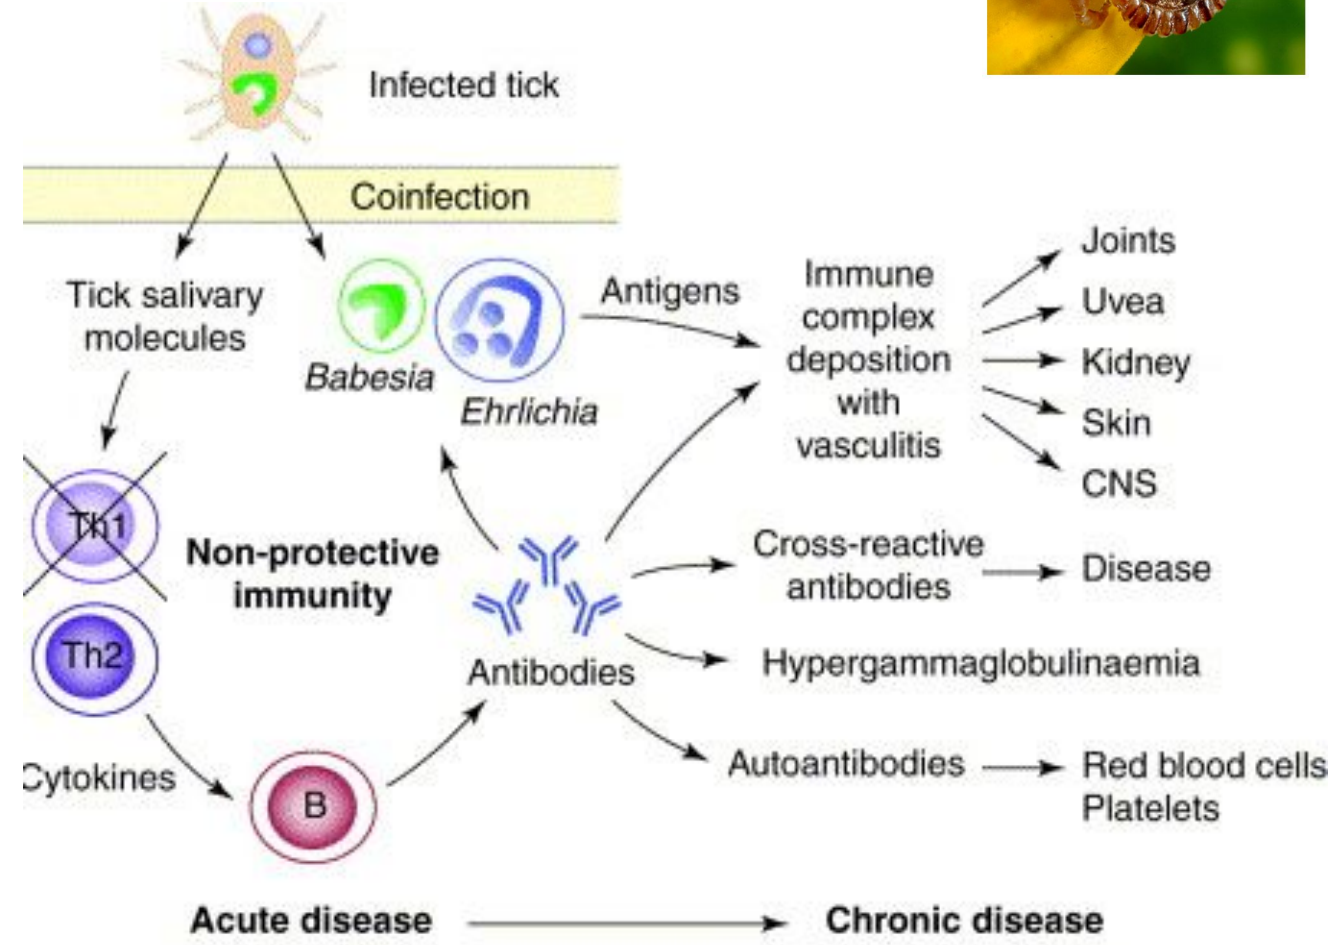 Infected tick
Coinfection
Tick salivary
molecules
Babesia
Ehrlichia
Antigens
Immune
complex
deposition
with
vasculitis
Joints
Uvea
Kidney
Skin
CNS
Th1
Non-protective
immunity
Th2
Cytokines
B
Antibodies
Cross-reactive
antibodies
Disease
Hypergammaglobulinaemia
Autoantibodies
Red blood cells
Platelets
Acute disease
Chronic disease